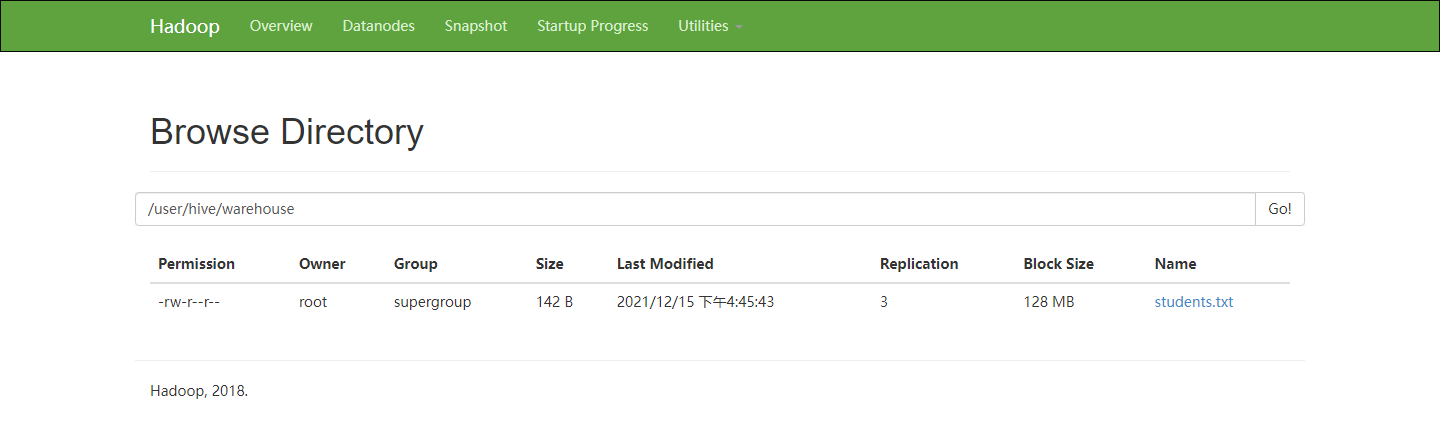 Hadoop Overview Datanodes Snapshot Startup Progress Utilities
Browse Directory
/user/hive/warehouse Go!
Permission Owner Group Size Last Modified Replication Block Size Name
-rw-r--r-- root supergroup 142 B 2021/12/15 下午4:45:43 3 128 MB students.txt
Hadoop, 2018.